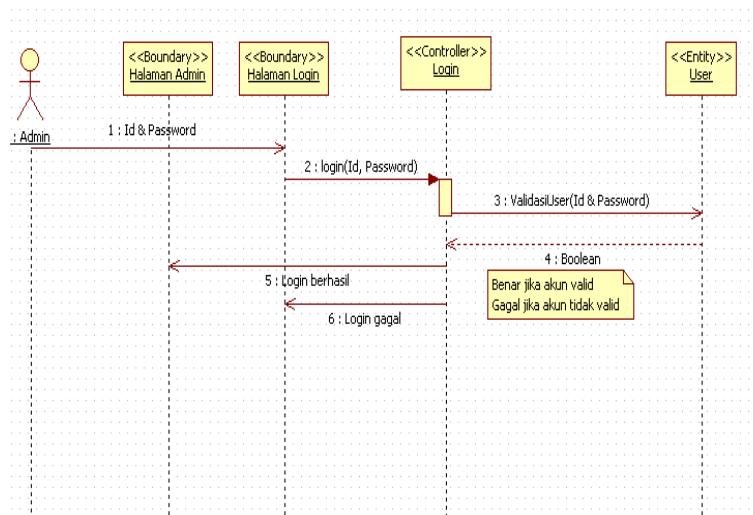 <<Boundary>>
Halaman Admin
<<Boundary>>
Halaman Login
<<Controller>>
Login
<<Entity>>
User
: Admin
1 : Id & Password
2 : login(Id, Password)
3 : ValidasiUser(Id & Password)
4 : Boolean
5 : Login berhasil
Benar jika akun valid
Gagal jika akun tidak valid
6 : Login gagal